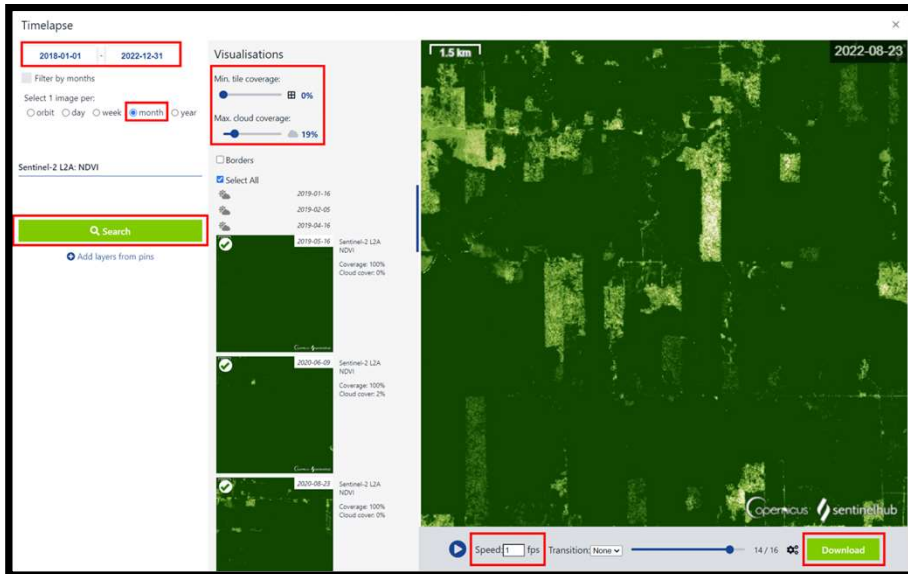 Timelapse
2018-01-01 - 2022-12-31
Filter by months
Select 1 image per:
orbit day week month year
Sentinel-2 L2A: NDVI
Search
Add layers from pins
Visualisations
Min. tile coverage:
0%
Max. cloud coverage:
19%
Borders
Select All
2019-01-16
2019-02-05
2019-04-16
2019-05-16
Sentinel-2 L2A
NDVI
Coverage: 100%
Cloud cover: 0%
Copernicus sentinelhub
2020-06-09
Sentinel-2 L2A
NDVI
Coverage: 100%
Cloud cover: 2%
2020-08-23
Sentinel-2 L2A
NDVI
Coverage: 100%
Cloud cover: 0%
1.5 km
2022-08-23
Copernicus sentinelhub
Speed: 1 fps Transition: None 14 / 16 Download